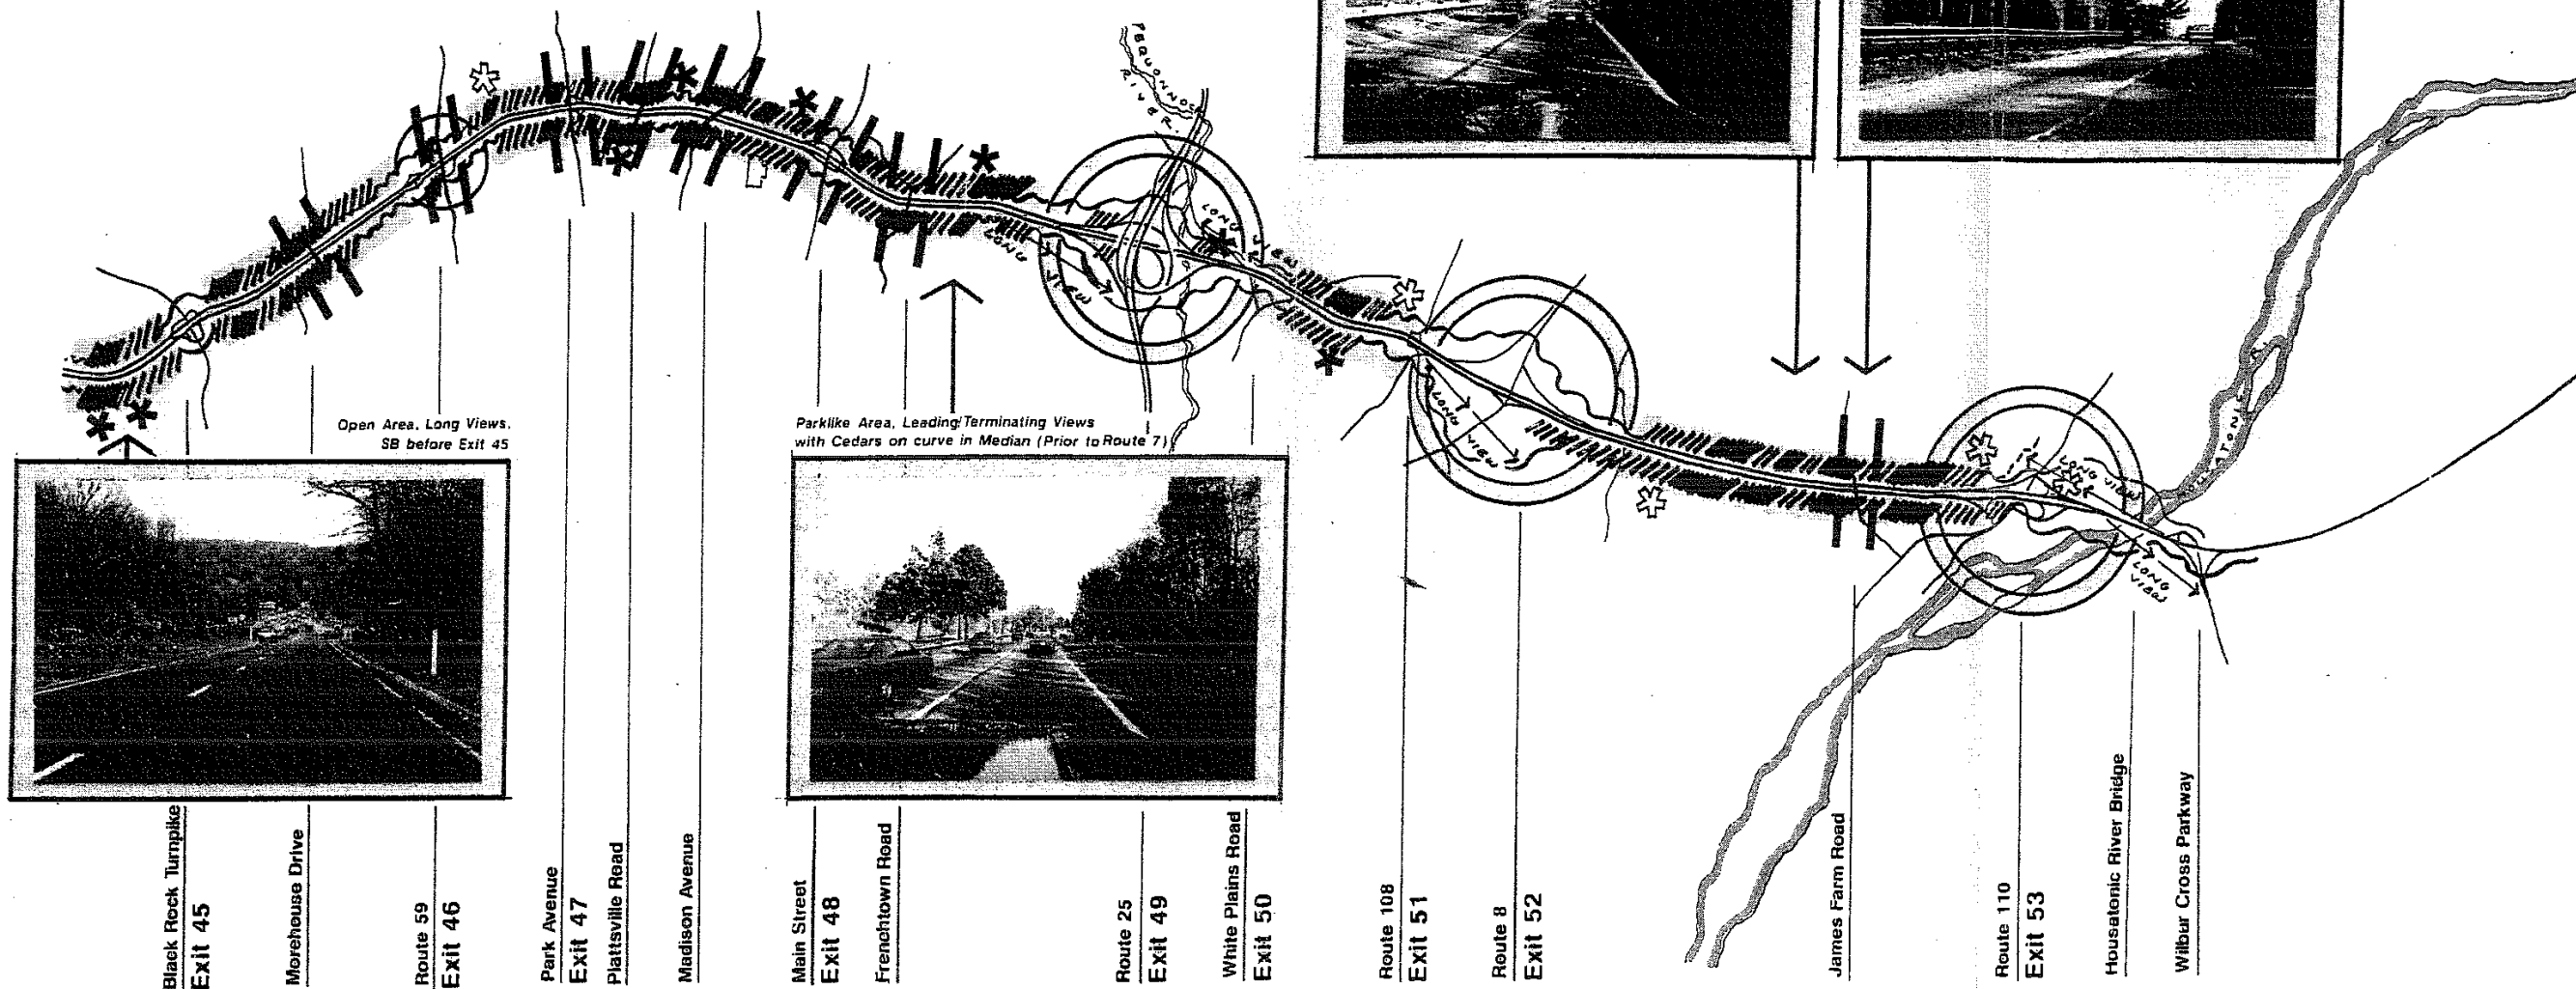 PEQUONNOCK
RIVER.
LONG VIEW
LONG VIEW
Open Area, Long Views.
SB before Exit 45
Parklike Area, Leading/Terminating Views
with Cedars on curve in Median (Prior to Route 7)
LONG VIEW
LONG VIEW
LONG
VIEW
Black Rock Turnpike
Exit 45
Morehouse Drive
Route 59
Exit 46
Park Avenue
Exit 47
Plattsville Road
Madison Avenue
Main Street
Exit 48
Frenchtown Road
Route 25
Exit 49
White Plains Road
Exit 50
Route 108
Exit 51
Route 8
Exit 52
James Farm Road
Route 110
Exit 53
Housatonic River Bridge
Wilbur Cross Parkway